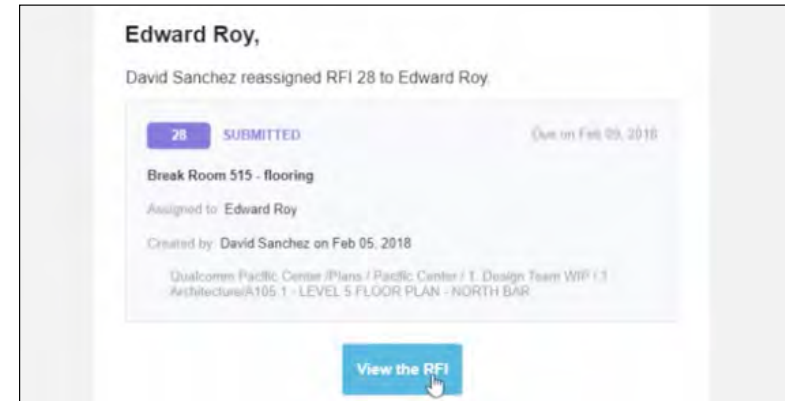 Edward Roy,
David Sanchez reassigned RFI 28 to Edward Roy.
28 SUBMITTED Due on Feb 09, 2018
Break Room 515 - flooring
Assigned to Edward Roy
Created by David Sanchez on Feb 05, 2018
Qualcomm Pacific Center /Plans / Pacific Center / 1. Design Team WIP / 1
Architecture/A105.1 - LEVEL 5 FLOOR PLAN - NORTH BAR
View the RFI